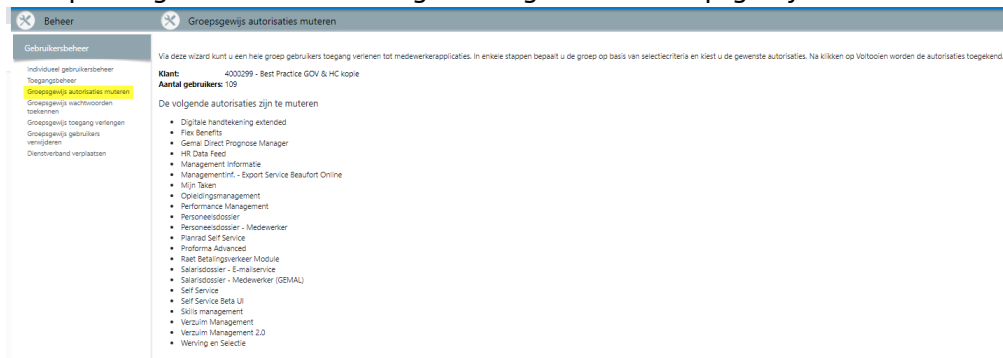 Beheer
Groepsgewijs autorisaties muteren
Gebruikersbeheer
Individueel gebruikersbeheer
Toegangsbeheer
Groepsgewijs autorisaties muteren
Groepsgewijs wachtwoorden
toekennen
Groepsgewijs toegang verlengen
Groepsgewijs gebruikers
verwijderen
Dienstverband verplaatsen
Via deze wizard kunt u een hele groep gebruikers toegang verlenen tot medewerkerapplicaties. In enkele stappen bepaalt u de groep op basis van selectiecriteria en kiest u de gewenste autorisaties. Na klikken op Voltooien worden de autorisaties toegekend.
Klant: 4000299 - Best Practice GOV & HC kopie
Aantal gebruikers: 109
De volgende autorisaties zijn te muteren
Digitale handtekening extended
Flex Benefits
Gemal Direct Prognose Manager
HR Data Feed
Management Informatie
Managementinf. - Export Service Beaufort Online
Mijn Taken
Opleidingsmanagement
Performance Management
Personeelsdossier
Personeelsdossier - Medewerker
Planrad Self Service
Proforma Advanced
Raet Betalingsverkeer Module
Salarisdossier - E-mailservice
Salarisdossier - Medewerker (GEMAL)
Self Service
Self Service Beta UI
Skills management
Verzuim Management
Verzuim Management 2.0
Werving en Selectie